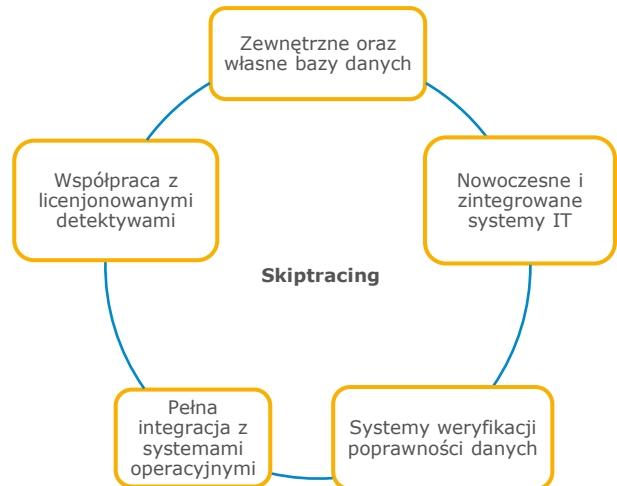 Zewnętrzne oraz
własne bazy danych
Nowoczesne i
zintegrowane
systemy IT
Systemy weryfikacji
poprawności danych
Pełna
integracja z
systemami
operacyjnymi
Współpraca z
licenjonowanymi
detektywami
Skiptracing